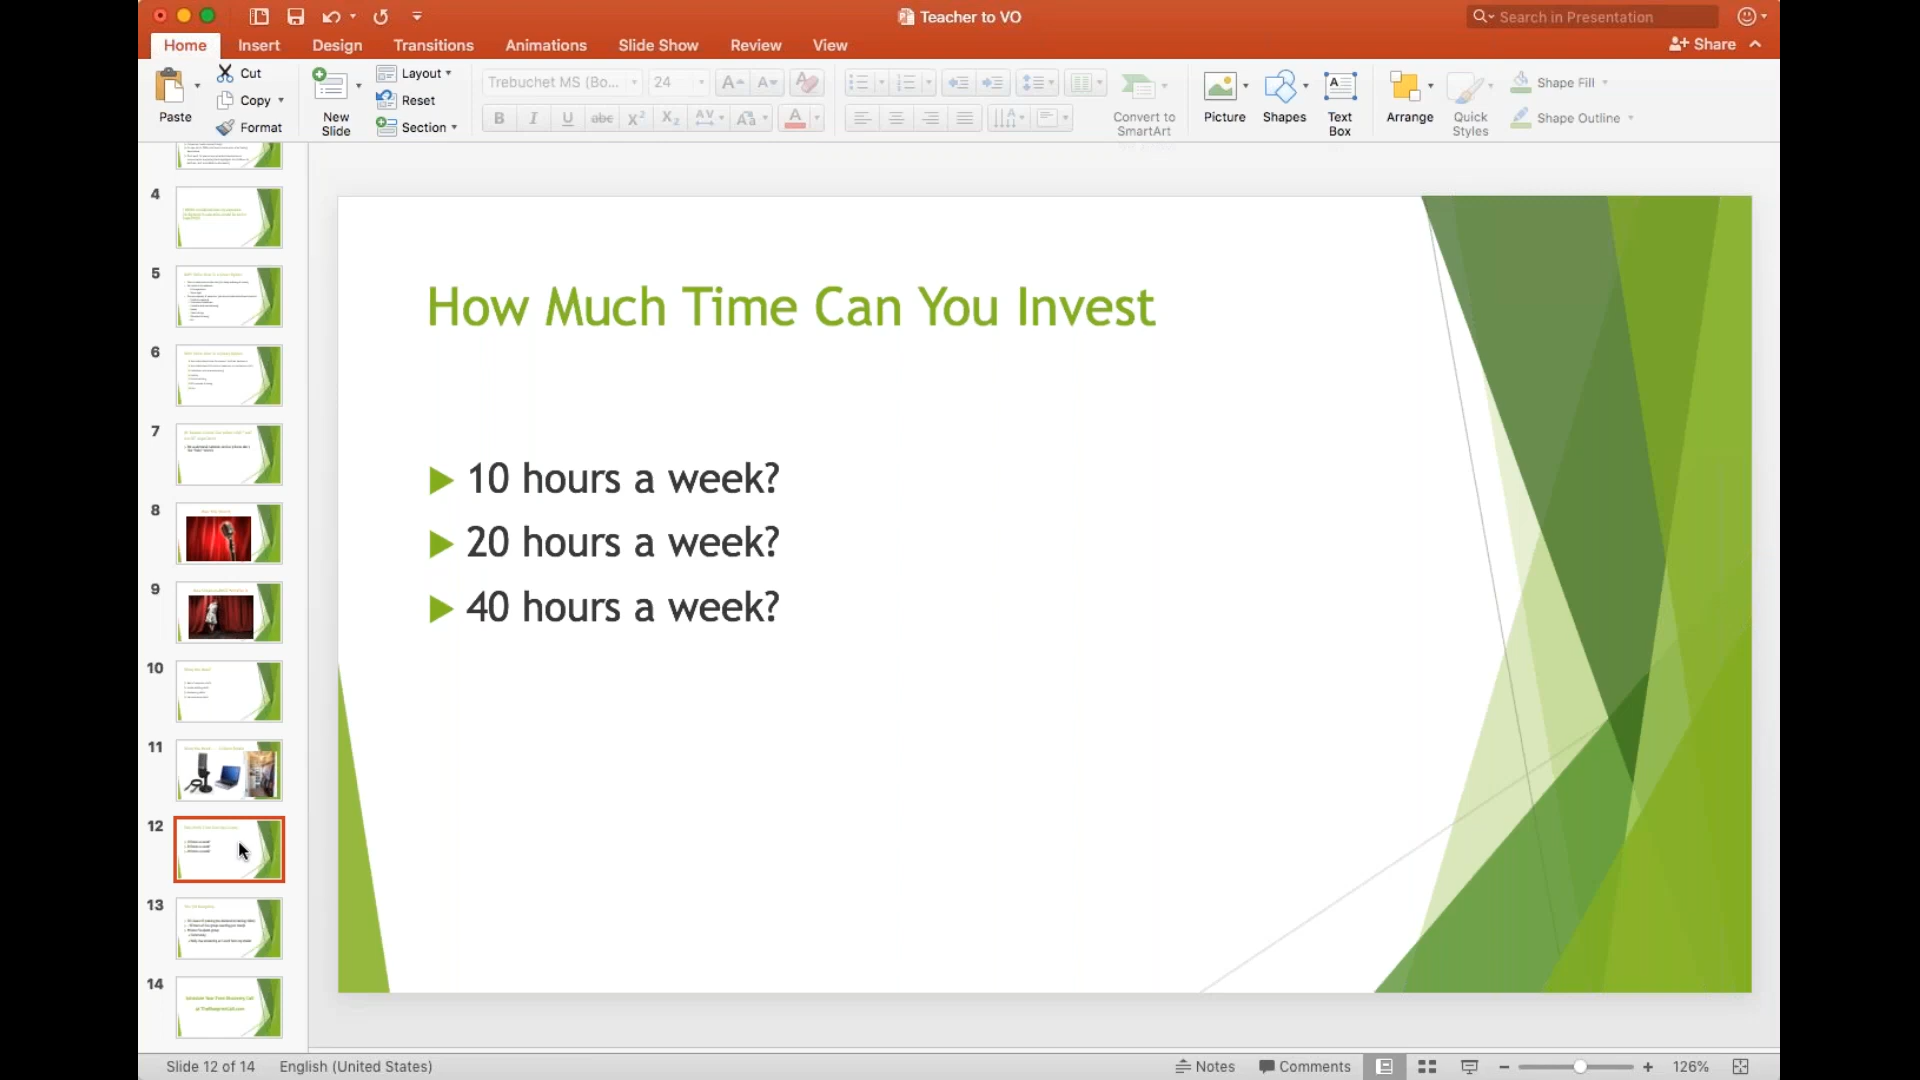 Teacher to VO
Search in Presentation
Home
Insert
Design
Transitions
Animations
Slide Show
Review
View
Share
Paste
Cut
Copy
Format
New Slide
Layout
Reset
Section
Trebuchet MS (Bo...
24
Convert to SmartArt
Picture
Shapes
Text Box
Arrange
Quick Styles
Shape Fill
Shape Outline
4
5
6
7
8
9
10
11
12
13
14
How Much Time Can You Invest
10 hours a week?
20 hours a week?
40 hours a week?
Slide 12 of 14
English (United States)
Notes
Comments
126%